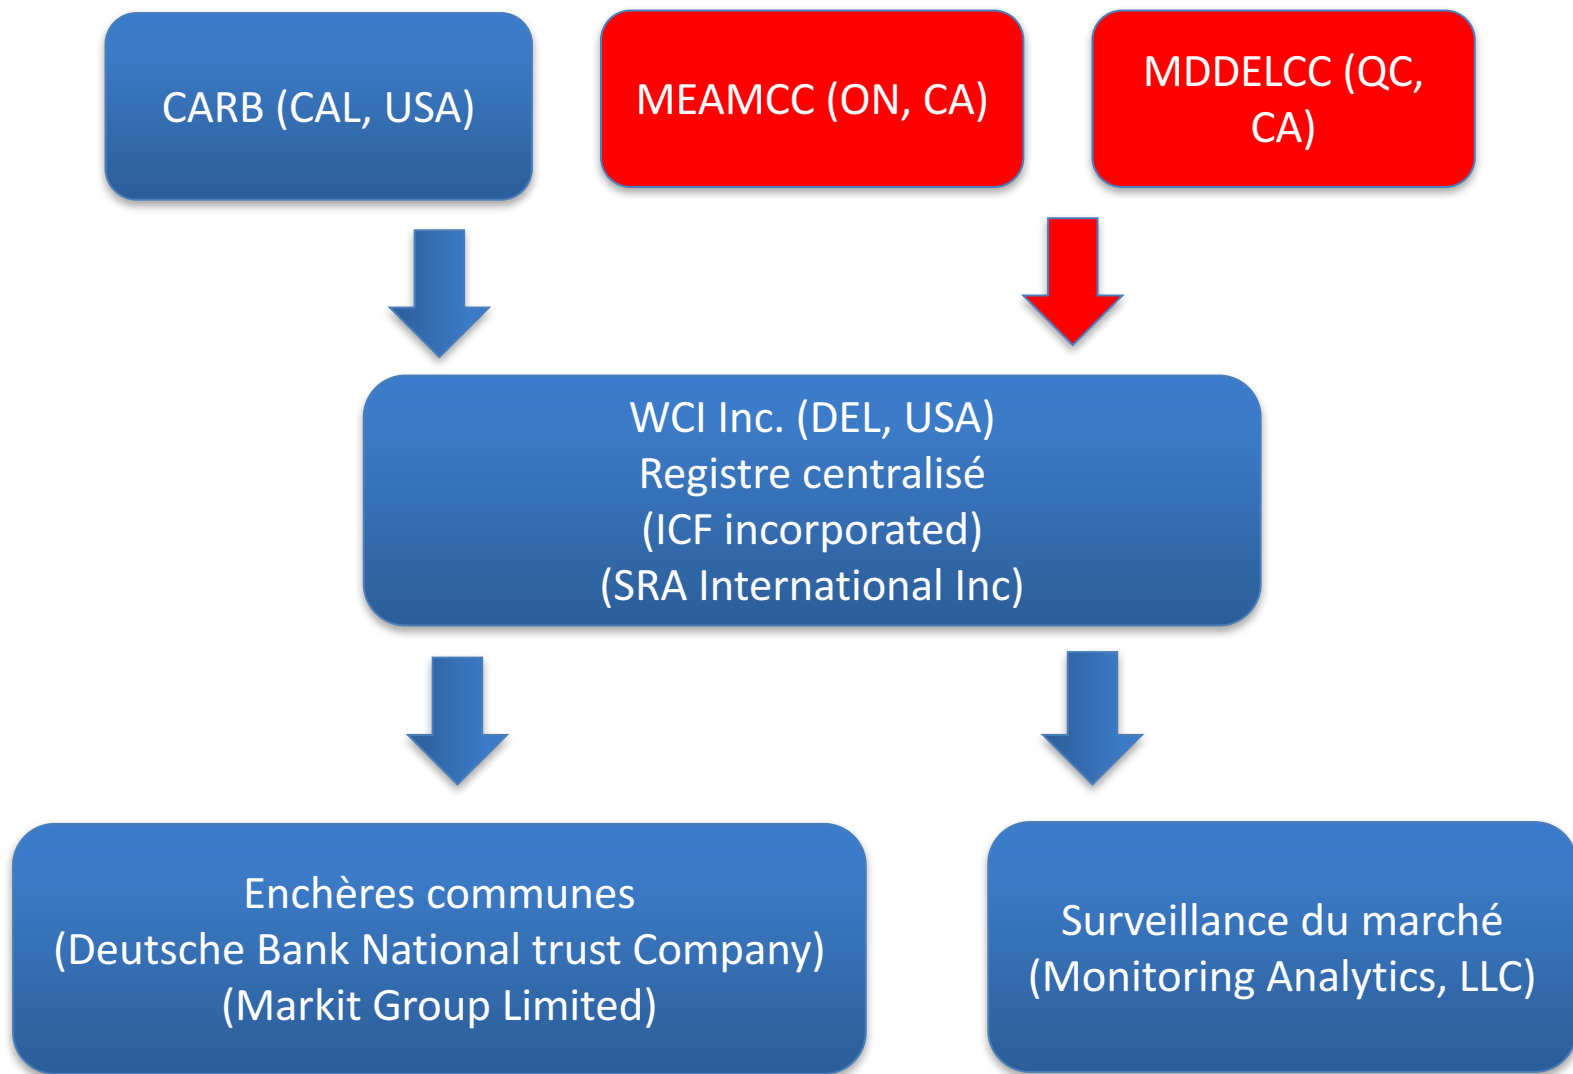 CARB (CAL, USA)
MEAMCC (ON, CA)
MDDELCC (QC,
CA)
WCI Inc. (DEL, USA)
Registre centralisé
(ICF incorporated)
(SRA International Inc)
Enchères communes
(Deutsche Bank National trust Company)
(Markit Group Limited)
Surveillance du marché
(Monitoring Analytics, LLC)